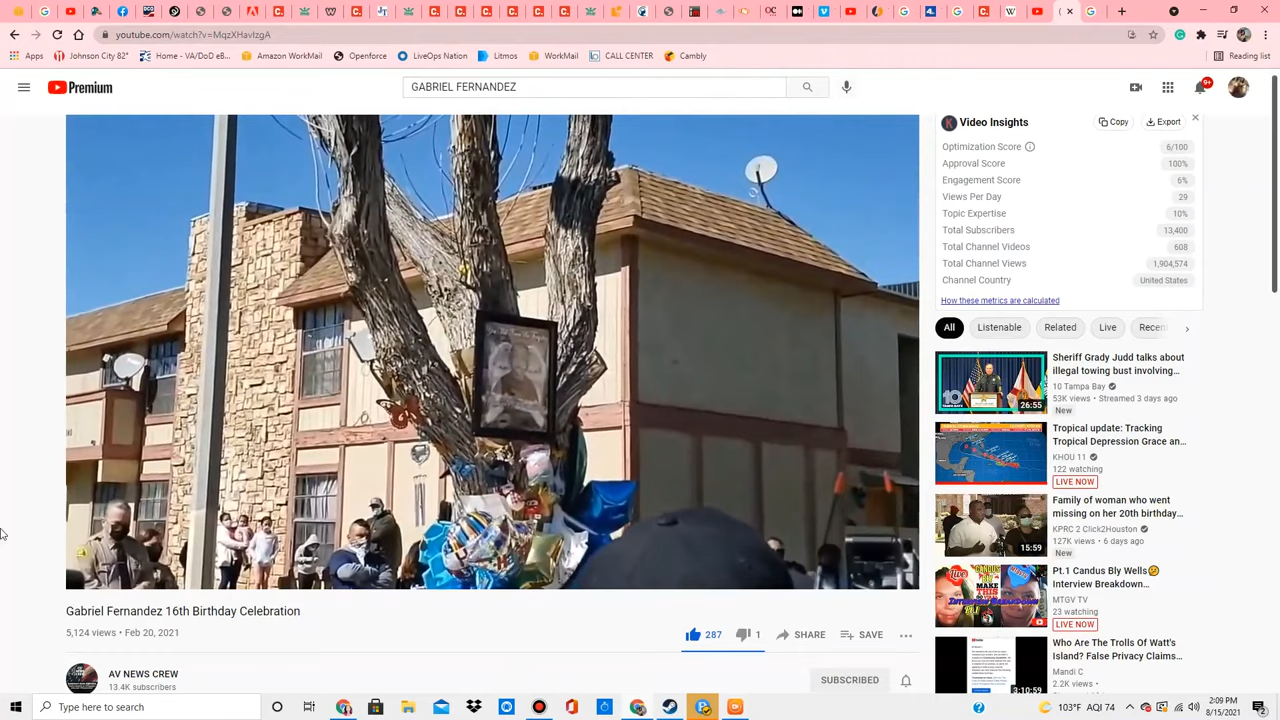 youtube.com/watch?v=MqzXHavIzgA
Apps
Johnson City 82°
Home - VA/DoD eB...
Amazon WorkMail
Openforce
LiveOps Nation
Litmos
WorkMail
CALL CENTER
Cambly
Reading list
Premium
GABRIEL FERNANDEZ
9+
Video Insights
Copy
Export
Optimization Score
6/100
Approval Score
100%
Engagement Score
6%
Views Per Day
29
Topic Expertise
10%
Total Subscribers
13,400
Total Channel Videos
608
Total Channel Views
1,904,574
Channel Country
United States
How these metrics are calculated
All
Listenable
Related
Live
Sheriff Grady Judd talks about
illegal towing bust involving...
10 Tampa Bay
53K views • Streamed 3 days ago
New
26:55
Tropical update: Tracking
Tropical Depression Grace an...
KHOU 11
122 watching
LIVE NOW
Family of woman who went
missing on her 20th birthday...
KPRC 2 Click2Houston
127K views • 6 days ago
New
15:59
Pt.1 Candus Bly Wells
Interview Breakdown...
MTGV TV
23 watching
LIVE NOW
Who Are The Trolls Of Watt's
Island? False Privacy Claims...
Mandi C
2.2K views •
3:10:59
Gabriel Fernandez 16th Birthday
5,124 views • Feb 20, 2021
287
1
SHARE
SAVE
CREW
13.4K subscribers
SUBSCRIBED
Type here to search
103°F AQI 74
2:09 PM
8/15/2021
2